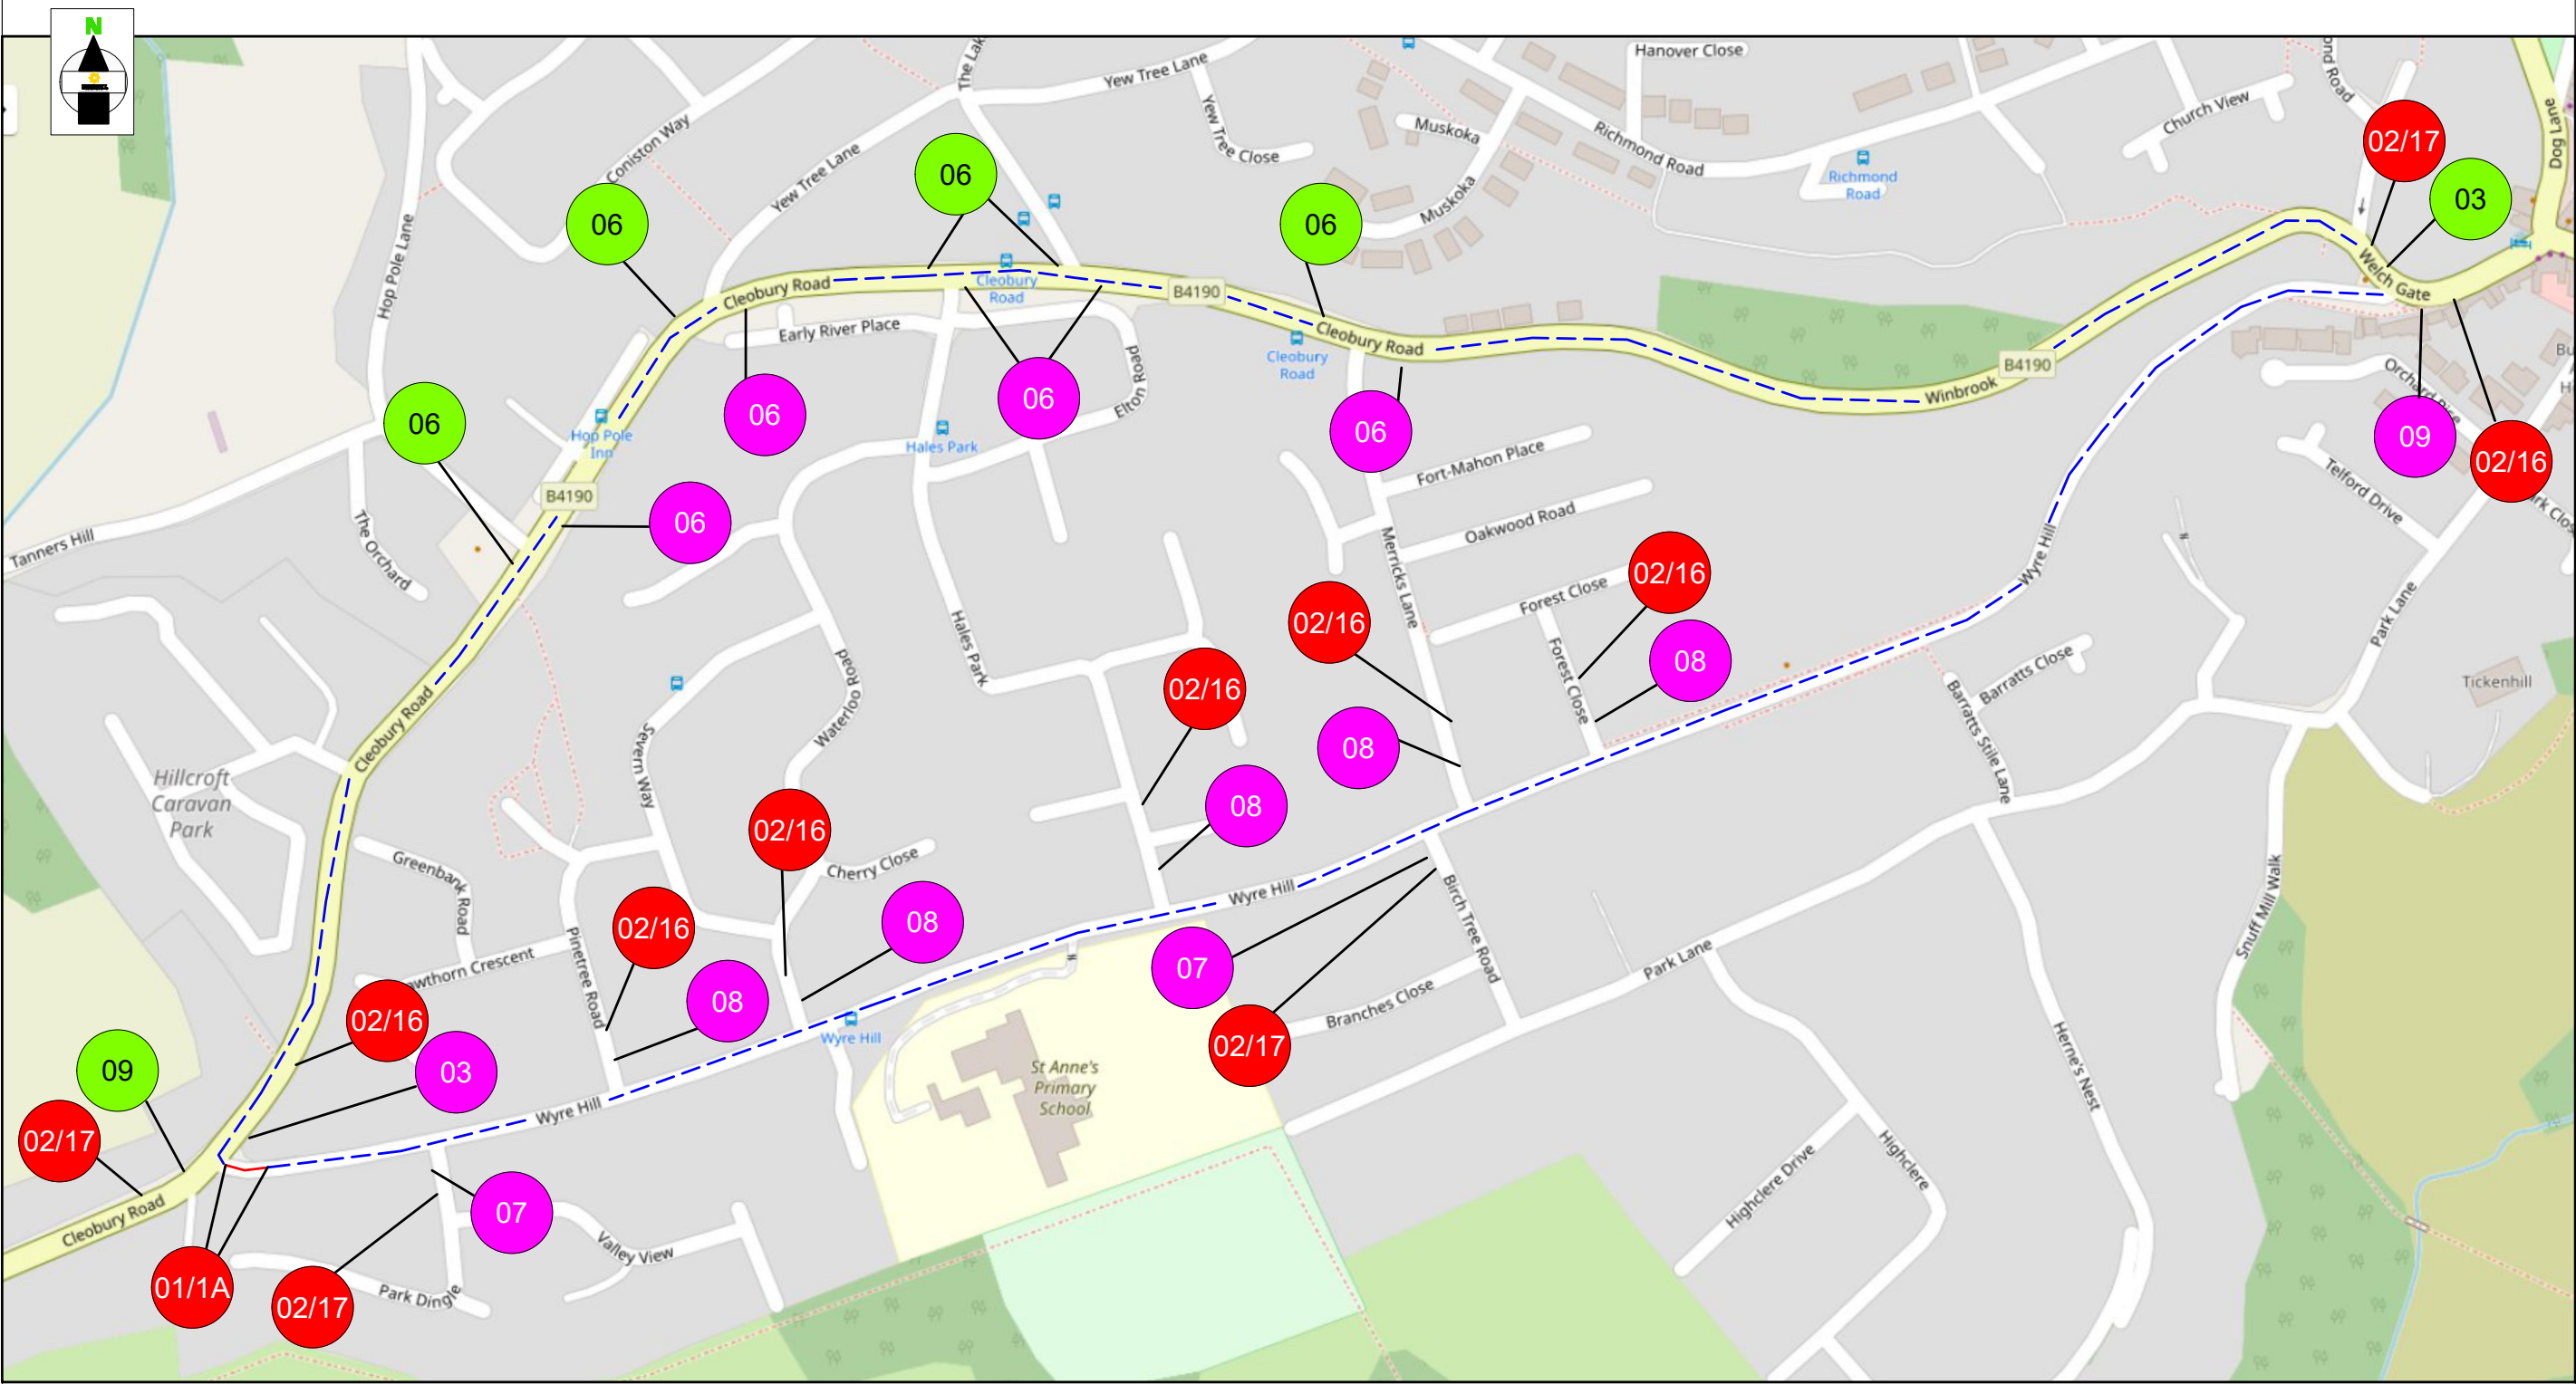 N
Hanover Close
The Lak
Yew Tree Lane
Dog Lane
ond Road
Church View
Muskoka
Richmond Road
Yew Tree Close
Coniston Way
Yew Tree Lane
02/17
Richmond
Road
06
03
06
06
Muskoka
Hop Pole Lane
Welch Gate
Cleobury Road
Cleobury
Road
B4190
Early River Place
Cleobury Road
Cleobury
Road
B4190
Winbrook
Elton Road
Orchard Rise
06
06
06
06
09
02/16
Hop Pole
Inn
Hales Park
Fort-Mahon Place
Telford Drive
B4190
06
Oakwood Road
ark Clos
Tanners Hill
The Orchard
Merricks Lane
Wyre Hill
02/16
Forest Close
02/16
Park Lane
Hales Park
Forest Close
08
Waterloo Road
02/16
Barratts Close
Tickenhill
Cleobury Road
Severn Way
08
Barratts Stile Lane
Hillcroft
Caravan
Park
08
02/16
Greenbank Road
Cherry Close
Wyre Hill
02/16
08
Birch Tree Road
Snuff Mill Walk
Pinetree Road
awthorn Crescent
07
Park Lane
08
Branches Close
02/16
Wyre Hill
02/17
Herne's Nest
09
03
St Anne's
Primary
School
Wyre Hill
02/17
Highclere
Highclere Drive
07
Cleobury Road
Valley View
01/1A
02/17
Park Dingle